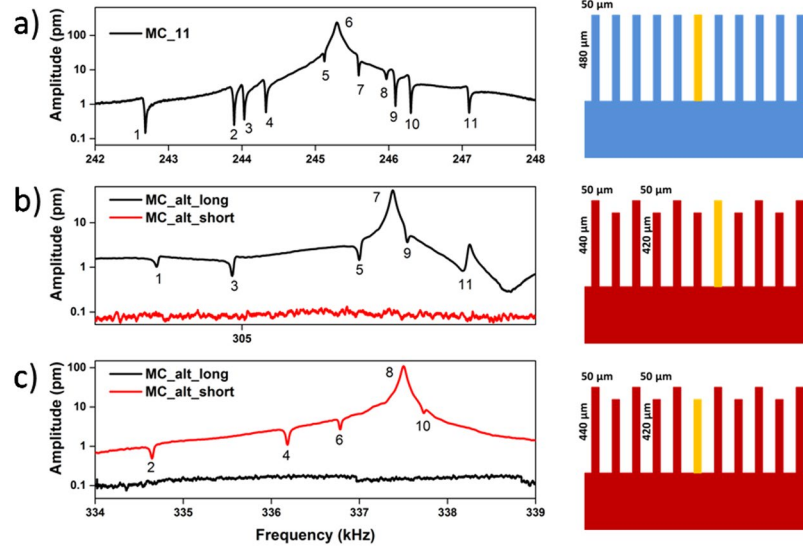 a)
Amplitude (pm)
100
10
1
0.1
MC_11
1
2
3
4
5
6
7
8
9
10
11
242
243
244
245
246
247
248
50 µm
480 µm
b)
Amplitude (pm)
10
1
0.1
MC_alt_long
MC_alt_short
1
3
5
7
9
11
305
50 µm
50 µm
440 µm
420 µm
c)
Amplitude (pm)
100
10
1
0.1
MC_alt_long
MC_alt_short
2
4
6
8
10
334
335
336
337
338
339
Frequency (kHz)
50 µm
50 µm
440 µm
420 µm